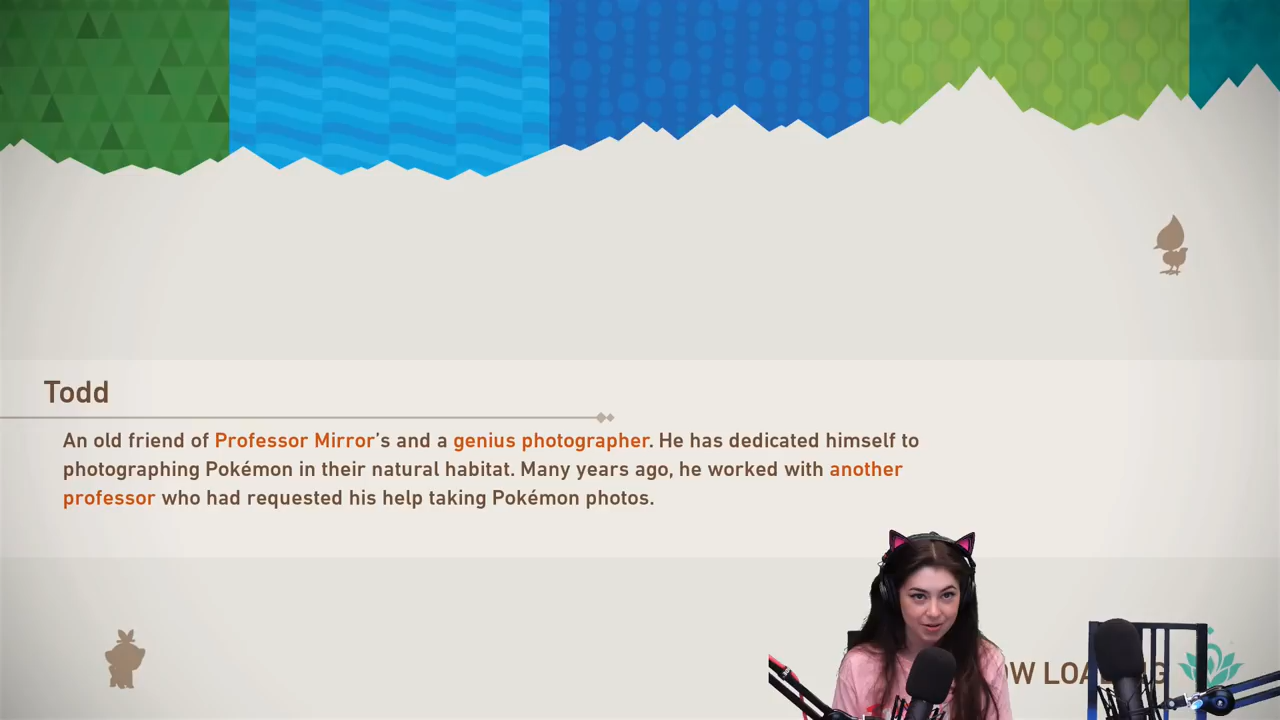 Todd
An old friend of Professor Mirror's and a genius photographer. He has dedicated himself to
photographing Pokémon in their natural habitat. Many years ago, he worked with another
professor who had requested his help taking Pokémon photos.